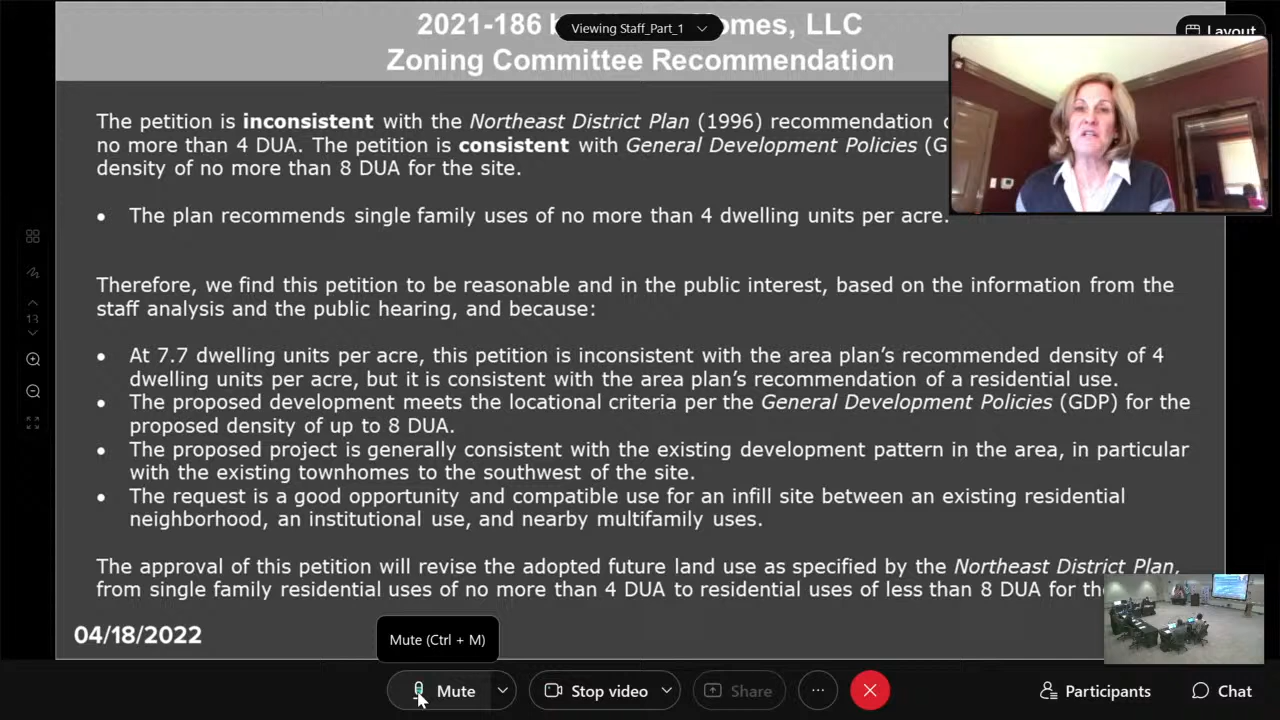 2021-186
Viewing Staff_Part_1
omes, LLC
Layout
Zoning Committee Recommendation
The petition is inconsistent with the Northeast District Plan (1996) recommendation
no more than 4 DUA. The petition is consistent with General Development Policies (G
density of no more than 8 DUA for the site.
• The plan recommends single family uses of no more than 4 dwelling units per acre.
Therefore, we find this petition to be reasonable and in the public interest, based on the information from the
staff analysis and the public hearing, and because:
13
• At 7.7 dwelling units per acre, this petition is inconsistent with the area plan's recommended density of 4
dwelling units per acre, but it is consistent with the area plan's recommendation of a residential use.
• The proposed development meets the locational criteria per the General Development Policies (GDP) for the
proposed density of up to 8 DUA.
• The proposed project is generally consistent with the existing development pattern in the area, in particular
with the existing townhomes to the southwest of the site.
• The request is a good opportunity and compatible use for an infill site between an existing residential
neighborhood, an institutional use, and nearby multifamily uses.
The approval of this petition will revise the adopted future land use as specified by the Northeast District Plan,
from single family residential uses of no more than 4 DUA to residential uses of less than 8 DUA for the
04/18/2022
Mute (Ctrl + M)
Mute
Stop video
Share
Participants
Chat